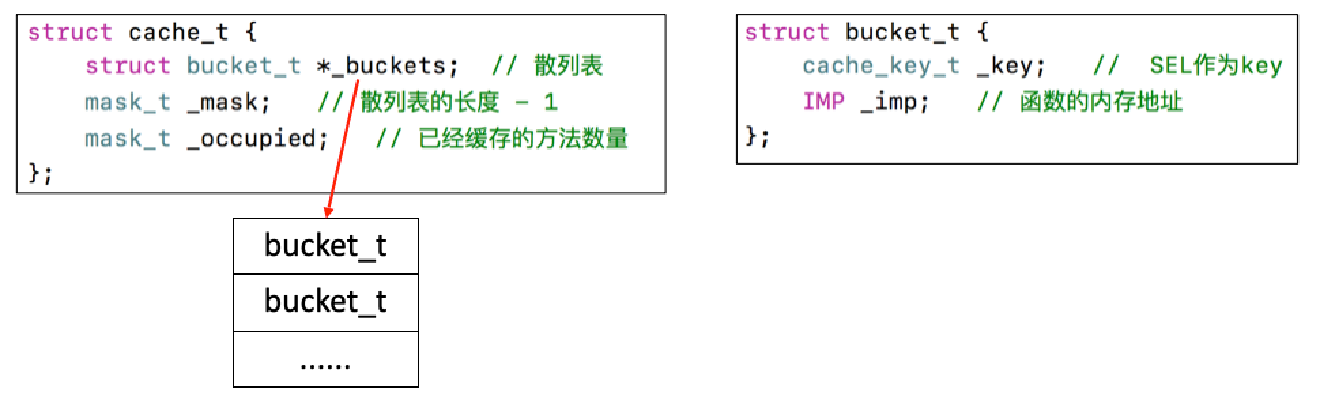 struct cache_t {
struct bucket_t *_buckets; // 散列表
mask_t _mask; // 散列表的长度 - 1
mask_t _occupied; // 已经缓存的方法数量
};
struct bucket_t {
cache_key_t _key; // SEL作为key
IMP _imp; // 函数的内存地址
};
bucket_t
bucket_t
......